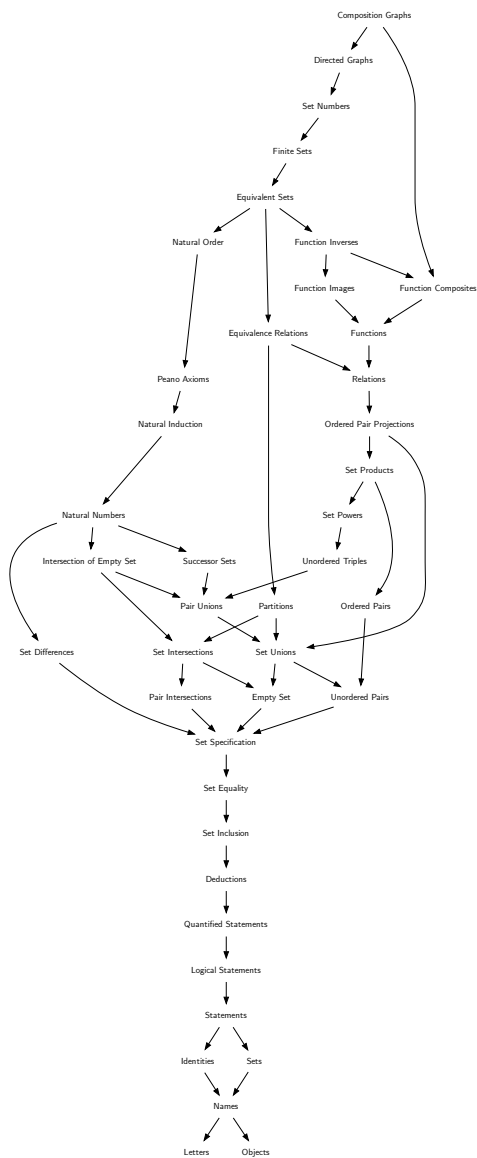 Composition Graphs
Directed Graphs
Set Numbers
Finite Sets
Equivalent Sets
Natural Order
Function Inverses
Function Images
Function Composites
Equivalence Relations
Functions
Peano Axioms
Relations
Natural Induction
Ordered Pair Projections
Set Products
Natural Numbers
Set Powers
Intersection of Empty Set
Successor Sets
Unordered Triples
Pair Unions
Partitions
Ordered Pairs
Set Differences
Set Intersections
Set Unions
Pair Intersections
Empty Set
Unordered Pairs
Set Specification
Set Equality
Set Inclusion
Deductions
Quantified Statements
Logical Statements
Statements
Identities
Sets
Names
Letters
Objects